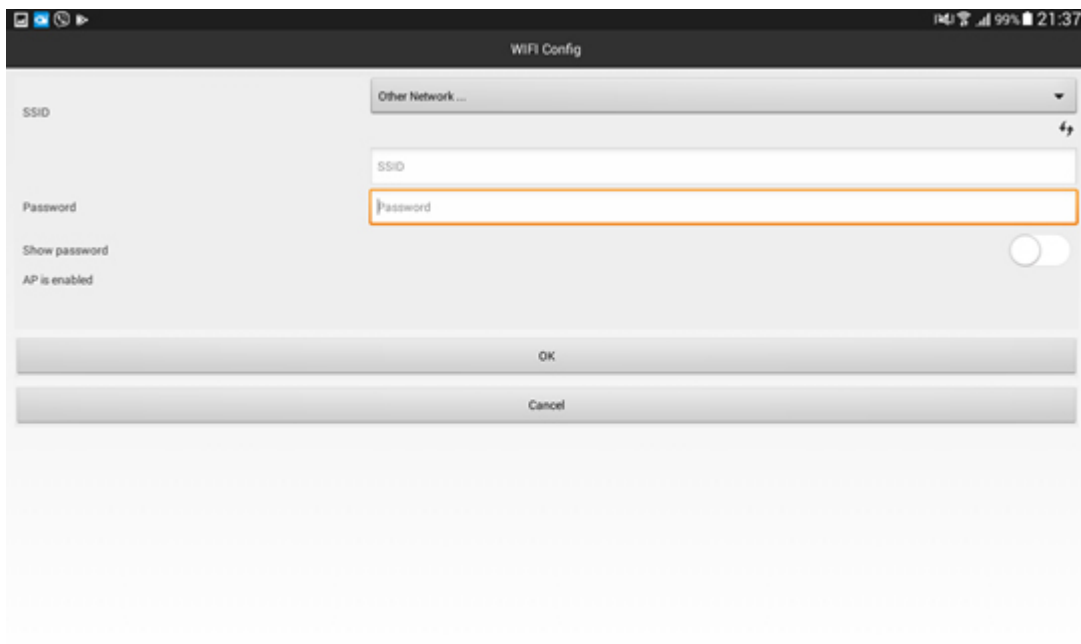 99% 21:37
WIFI Config
SSID
Other Network ...
SSID
Password
Password
Show password
AP is enabled
OK
Cancel